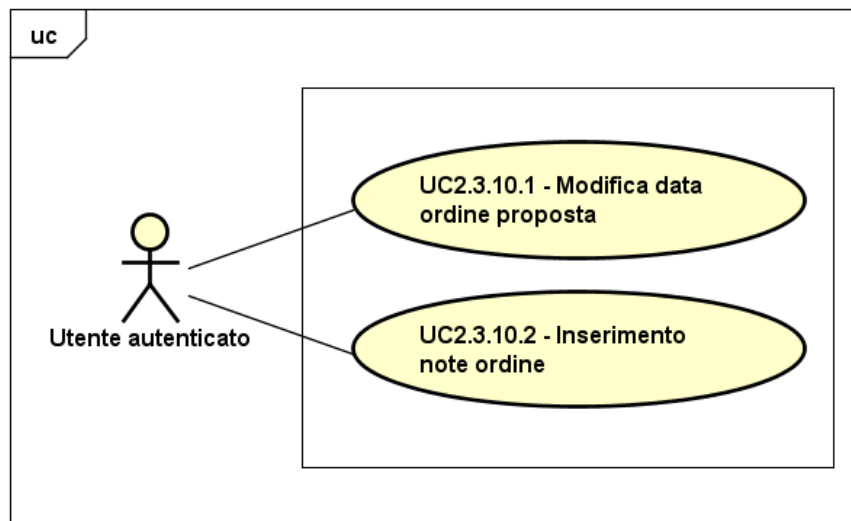 uc
UC2.3.10.1 - Modifica data
ordine proposta
Utente autenticato
UC2.3.10.2 - Inserimento
note ordine